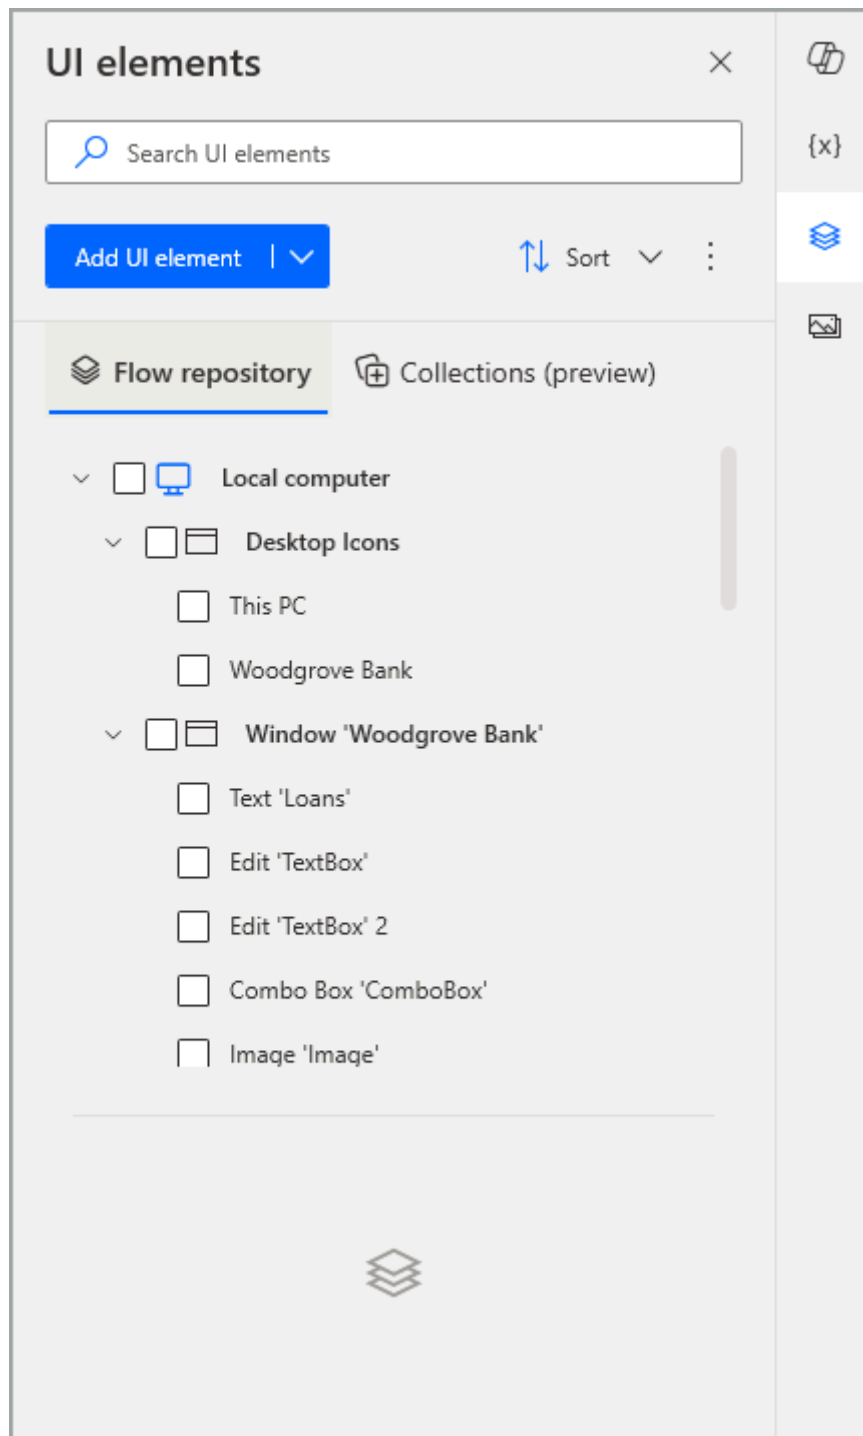 UI elements
Search UI elements
{x}
Add UI element
Sort
Flow repository
Collections (preview)
Local computer
Desktop Icons
This PC
Woodgrove Bank
Window 'Woodgrove Bank'
Text 'Loans'
Edit 'TextBox'
Edit 'TextBox' 2
Combo Box 'ComboBox'
Image 'Image'